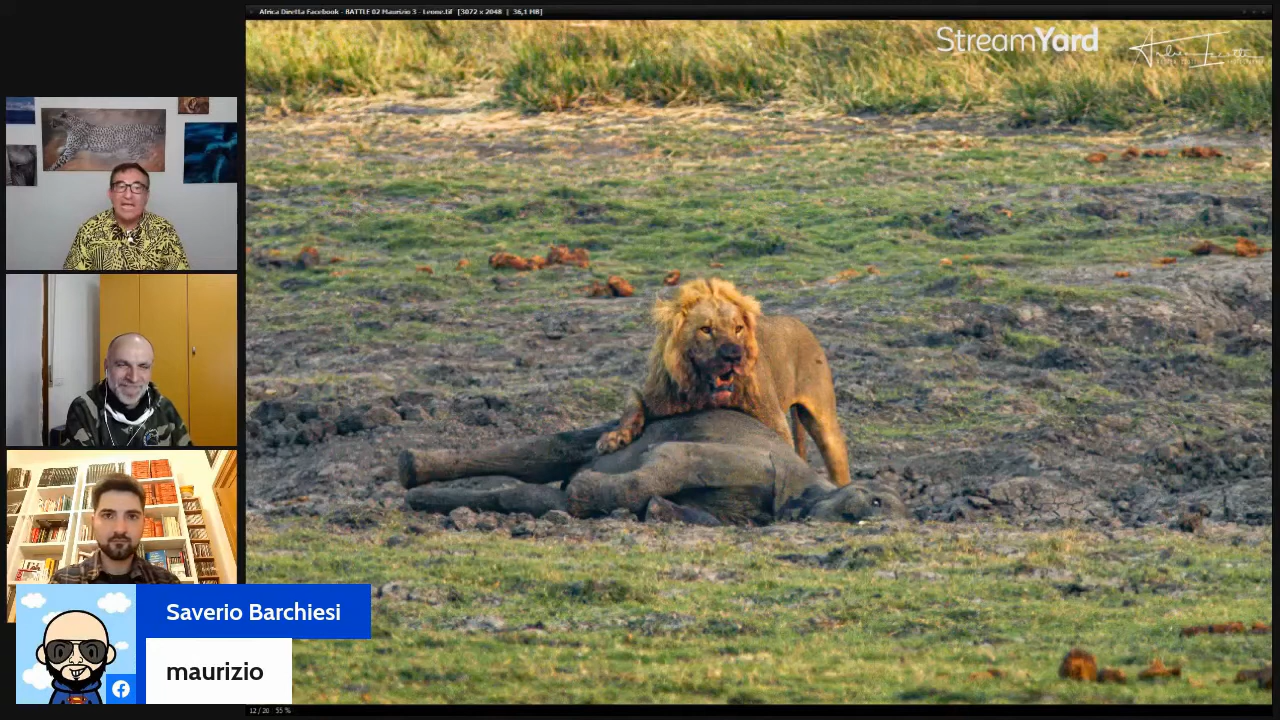 Africa Diretta Facebook - BATTLE 02 Maurizio 3 - Leone.tif [3072 x 2048 | 36,1 MB]
StreamYard
Saverio Barchiesi
maurizio
12 / 20 55 %